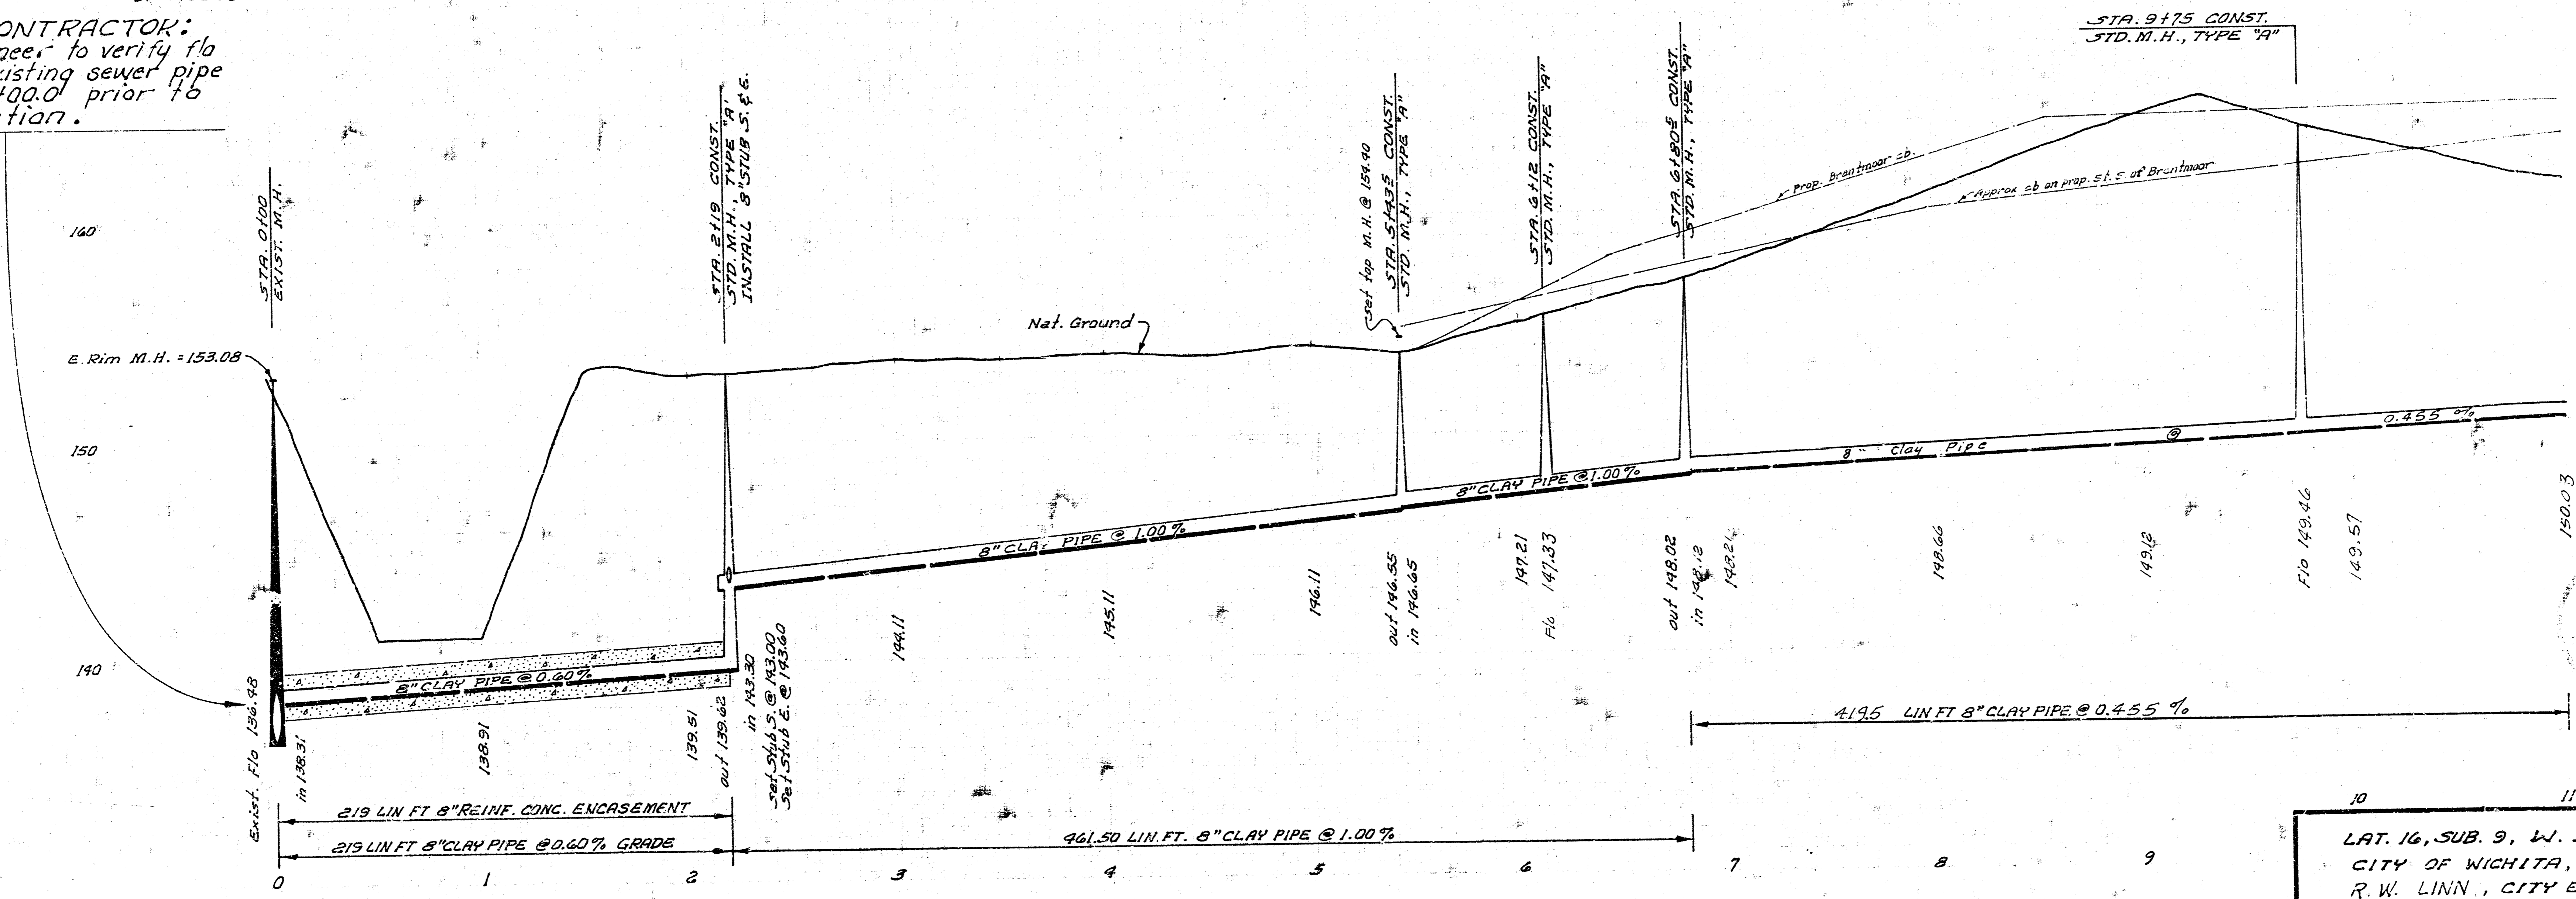 ONTRACTOR:
neer to verify flo
xisting sewer pipe
+00.0 prior to
tion.
STA. 0+00
EXIST. M.H.
E. Rim M.H. = 153.08
160
150
140
STA. 2+19 CONST.
STD. M.H., TYPE "A"
INSTALL 8" STUB S. & E.
Nat. Ground
Set top M.H. @ 154.90
STA. 5+43⁵ CONST.
STD. M.H., TYPE "A"
STA. 6+12 CONST.
STD. M.H., TYPE "A"
STA. 6+80⁵ CONST.
STD. M.H., TYPE "A"
Prop. Brentmoor cb.
Approx cb on prop. st. s. of Brentmoor
STA. 9+75 CONST.
STD. M.H., TYPE "A"
8" CLAY PIPE @ 0.60%
8" CLAY PIPE @ 1.00%
8" CLAY PIPE @ 1.00%
8" Clay Pipe @ 0.455 %
Exist. Flo 136.48
in 138.31
138.91
139.51
out 139.62
in 143.30
Set Stub S. @ 143.00
Set Stub E. @ 143.60
144.11
145.11
146.11
out 146.55
in 146.65
147.21
Flo 147.33
out 148.02
in 148.12
148.21
148.66
149.12
Flo 149.46
149.57
150.03
219 LIN FT 8" REINF. CONC. ENCASEMENT
219 LIN FT 8" CLAY PIPE @ 0.60% GRADE
461.50 LIN. FT. 8" CLAY PIPE @ 1.00%
419.5 LIN FT 8" CLAY PIPE @ 0.455 %
0 1 2 3 4 5 6 7 8 9 10 11
LAT. 16, SUB. 9, W.
CITY OF WICHITA,
R.W. LINN, CITY E